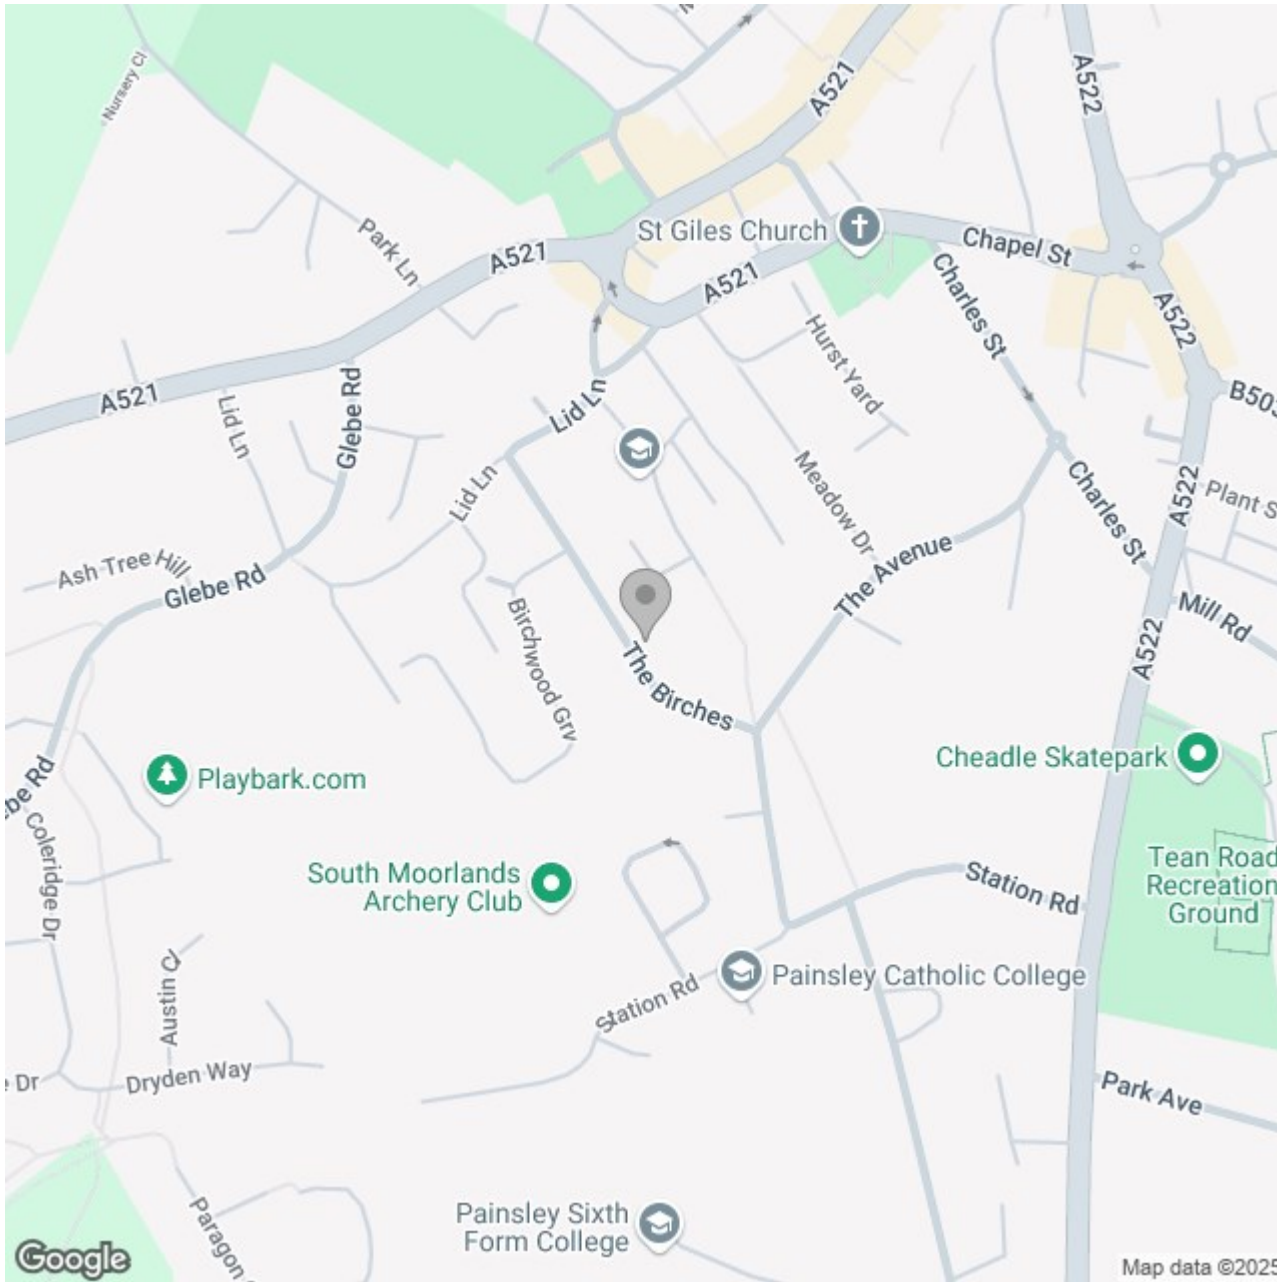 Nursery Cl
A521
A522
Park Ln
A521
St Giles Church
Chapel St
A521
Charles St
A522
Hurst Yard
A521
Lid Ln
Glebe Rd
Lid Ln
Lid Ln
Meadow Dr
Charles St
A522
Plant S
Ash Tree Hill
Glebe Rd
The Avenue
Birchwood Grv
The Birches
A522
Mill Rd
Playbark.com
Cheadle Skatepark
ebe Rd
Coleridge Dr
South Moorlands
Archery Club
Station Rd
Tean Road
Recreation
Ground
Austin Cl
Station Rd
Painsley Catholic College
Dr
Dryden Way
Park Ave
Paragon
Painsley Sixth
Form College
Google
Map data ©2025